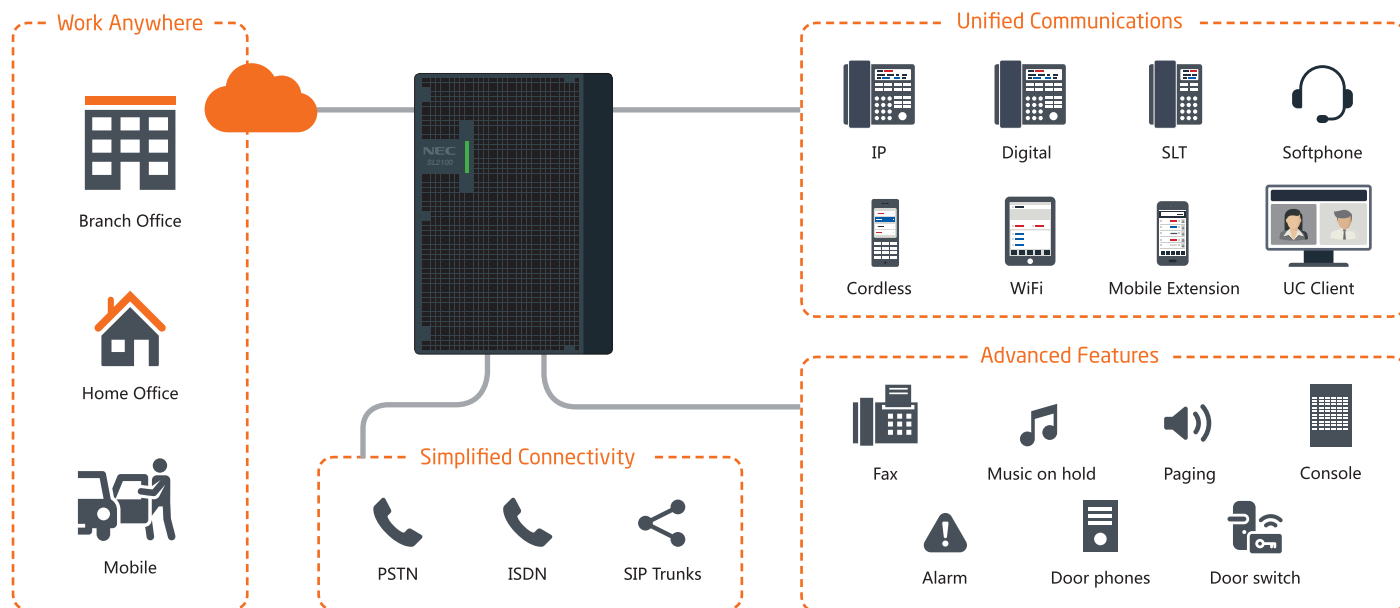 Work Anywhere
Branch Office
Home Office
Mobile
NEC
SL2100
Simplified Connectivity
PSTN
ISDN
SIP Trunks
Unified Communications
IP
Digital
SLT
Softphone
Cordless
WiFi
Mobile Extension
UC Client
Advanced Features
Fax
Music on hold
Paging
Console
Alarm
Door phones
Door switch